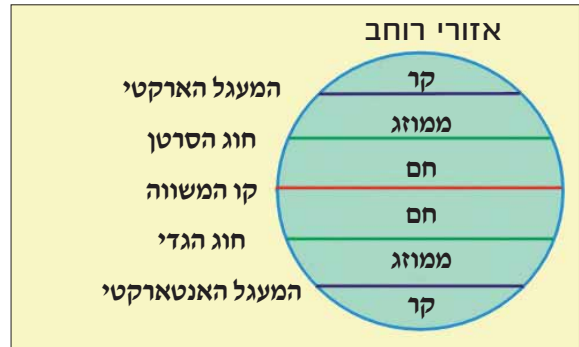 אזורי רוחב
קר
המעגל הארקטי
ממוזג
חוג הסרטן
חם
קו המשווה
חם
חוג הגדי
ממוזג
המעגל האנטארקטי
קר